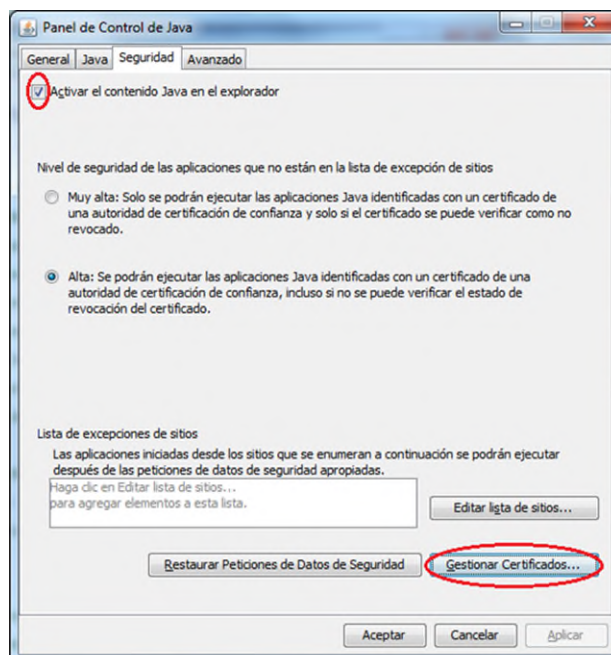 Panel de Control de Java
General Java Seguridad Avanzado
Activar el contenido Java en el explorador
Nivel de seguridad de las aplicaciones que no están en la lista de excepción de sitios
Muy alta: Solo se podrán ejecutar las aplicaciones Java identificadas con un certificado de
una autoridad de certificación de confianza y solo si el certificado se puede verificar como no
revocado.
Alta: Se podrán ejecutar las aplicaciones Java identificadas con un certificado de una
autoridad de certificación de confianza, incluso si no se puede verificar el estado de
revocación del certificado.
Lista de excepciones de sitios
Las aplicaciones iniciadas desde los sitios que se enumeran a continuación se podrán ejecutar
después de las peticiones de datos de seguridad apropiadas.
Haga clic en Editar lista de sitios...
para agregar elementos a esta lista.
Editar lista de sitios...
Restaurar Peticiones de Datos de Seguridad Gestionar Certificados...
Aceptar Cancelar Aplicar